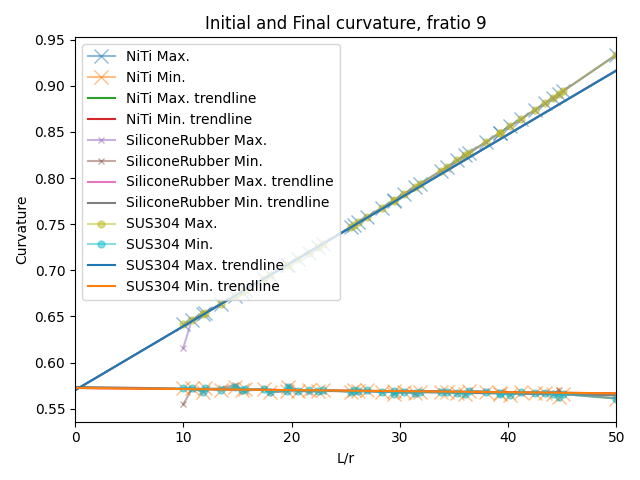 Initial and Final curvature, fratio 9
0.95
0.90
0.85
0.80
0.75
0.70
0.65
0.60
0.55
Curvature
NiTi Max.
NiTi Min.
NiTi Max. trendline
NiTi Min. trendline
SiliconeRubber Max.
SiliconeRubber Min.
SiliconeRubber Max. trendline
SiliconeRubber Min. trendline
SUS304 Max.
SUS304 Min.
SUS304 Max. trendline
SUS304 Min. trendline
0 10 20 30 40 50
L/r